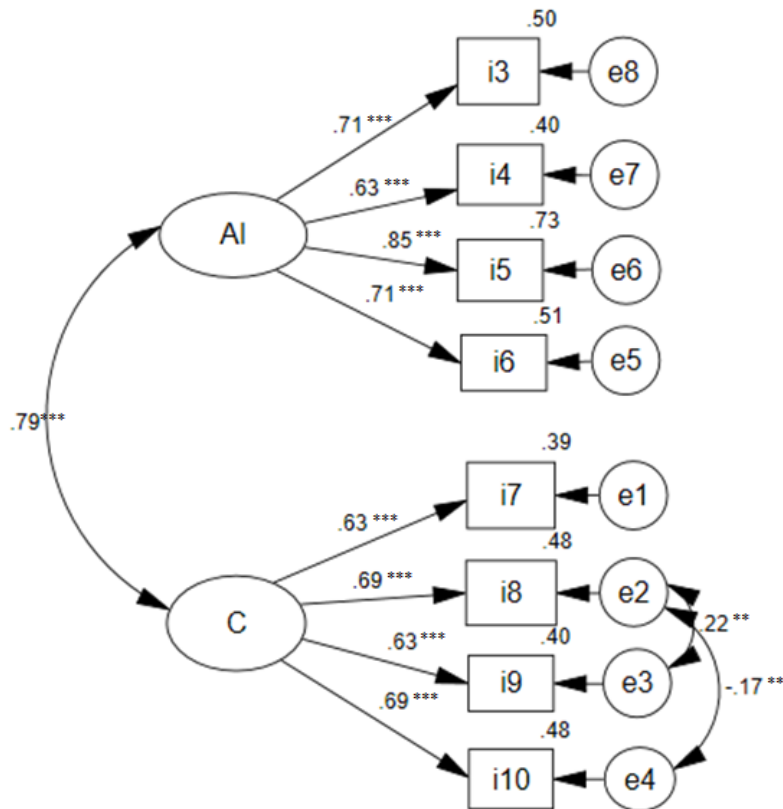 .50
i3
e8
.71 ***
.40
i4
e7
.63 ***
AI
.73
.85 ***
i5
e6
.71 ***
.51
i6
e5
.79***
.39
i7
e1
.63 ***
.48
.69 ***
i8
e2
.22 **
C
.40
.63 ***
i9
e3
-.17 **
.69 ***
.48
i10
e4